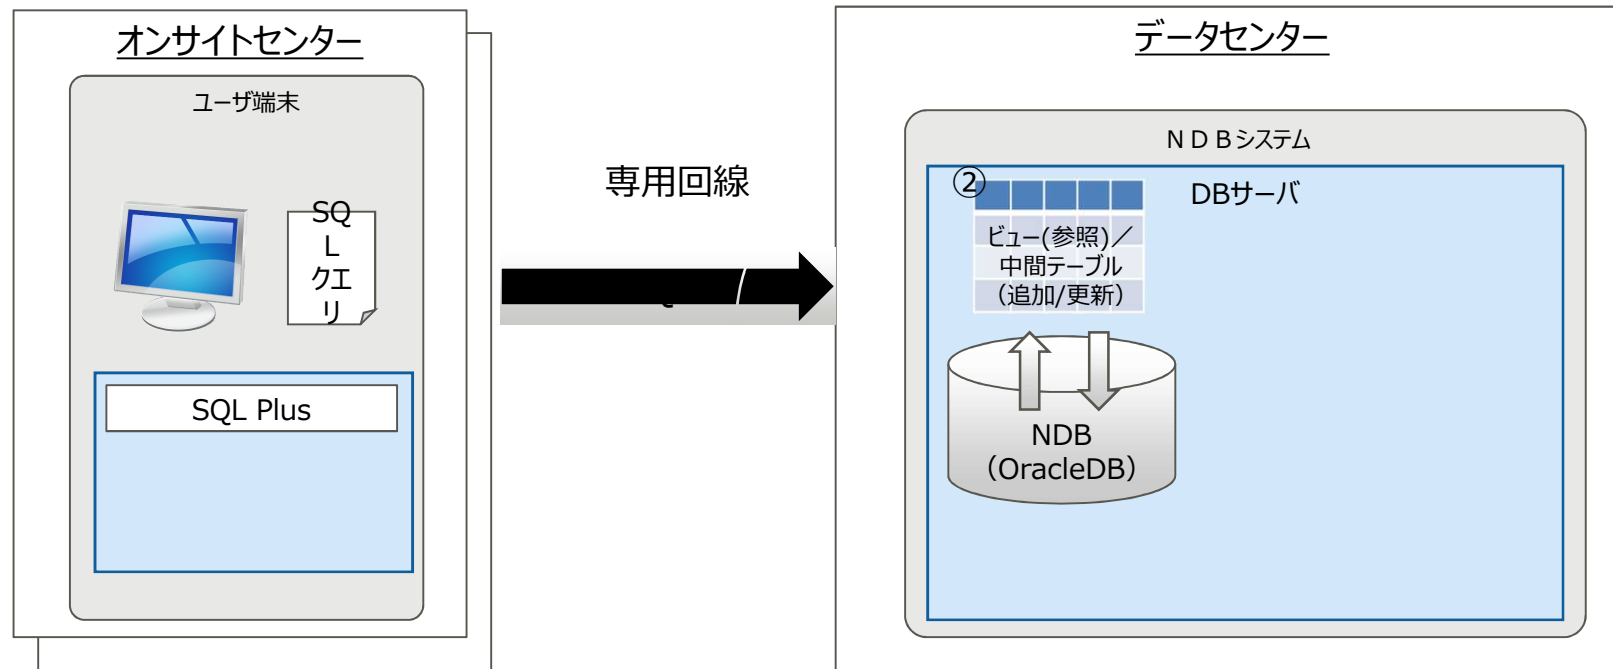 オンサイトセンター
ユーザ端末
SQ
L
クエ
リ
SQL Plus
専用回線
データセンター
ＮＤＢシステム
②
DBサーバ
ビュー(参照)／
中間テーブル
（追加/更新）
NDB
（OracleDB）